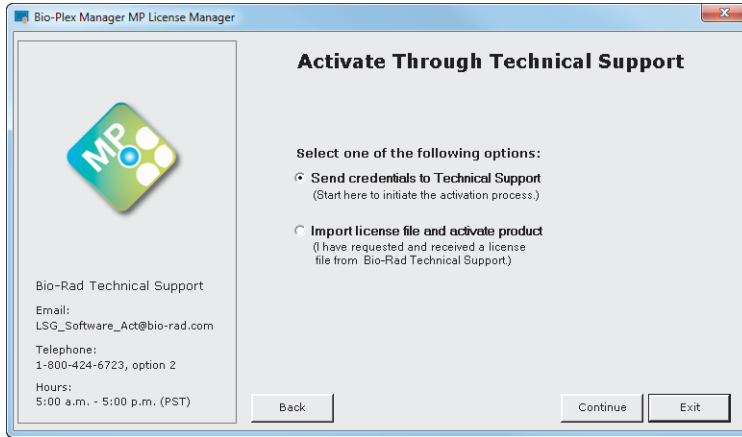 Bio-Plex Manager MP License Manager
Activate Through Technical Support
MP
Select one of the following options:
Send credentials to Technical Support
(Start here to initiate the activation process.)
Import license file and activate product
(I have requested and received a license
file from Bio-Rad Technical Support.)
Bio-Rad Technical Support
Email:
LSG_Software_Act@bio-rad.com
Telephone:
1-800-424-6723, option 2
Hours:
5:00 a.m. - 5:00 p.m. (PST)
Back
Continue
Exit